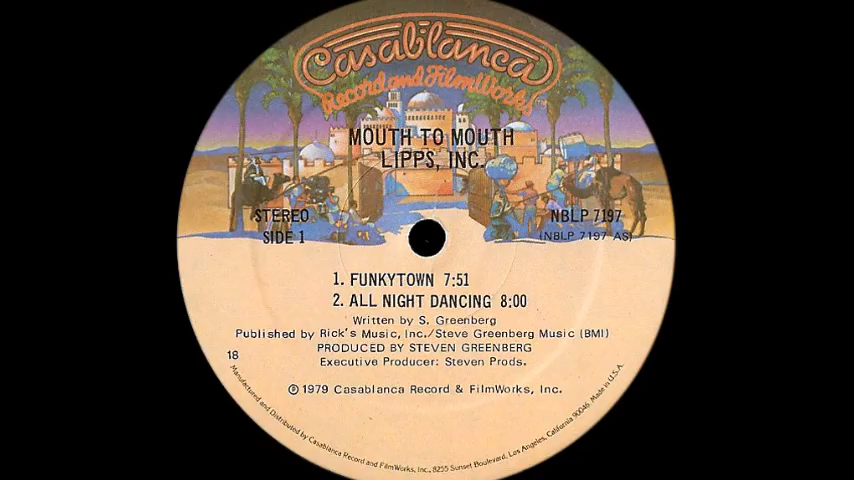 Casablanca
Record and FilmWorks
MOUTH TO MOUTH
LIPPS, INC.
STEREO
SIDE 1
NBLP 7197
(NBLP 7197 AS)
1. FUNKYTOWN 7:51
2. ALL NIGHT DANCING 8:00
Written by S. Greenberg
Published by Rick's Music, Inc./Steve Greenberg Music (BMI)
PRODUCED BY STEVEN GREENBERG
Executive Producer: Steven Prods.
18
℗ 1979 Casablanca Record & FilmWorks, Inc.
Manufactured and Distributed by Casablanca Record and FilmWorks, Inc., 8255 Sunset Boulevard, Los Angeles, California 90046. Made in U.S.A.